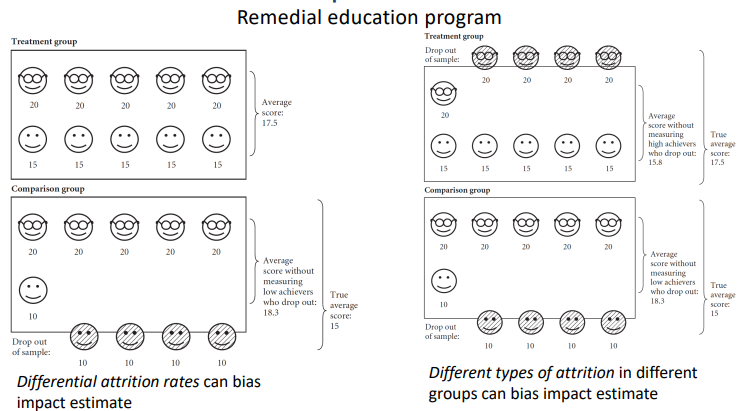 Remedial education program
Treatment group
20 20 20 20 20
15 15 15 15 15
Average
score:
17.5
Comparison group
20 20 20 20 20
10
Average
score without
measuring
low achievers
who drop out:
18.3
True
average
score:
15
Drop out
of sample:
10 10 10 10
Differential attrition rates can bias
impact estimate
Treatment group
Drop out
of sample:
20 20 20 20
20
15 15 15 15 15
Average
score without
measuring
high achievers
who drop out:
15.8
True
average
score:
17.5
Comparison group
20 20 20 20 20
10
Average
score without
measuring
low achievers
who drop out:
18.3
True
average
score:
15
Drop out
of sample:
10 10 10 10
Different types of attrition in different
groups can bias impact estimate